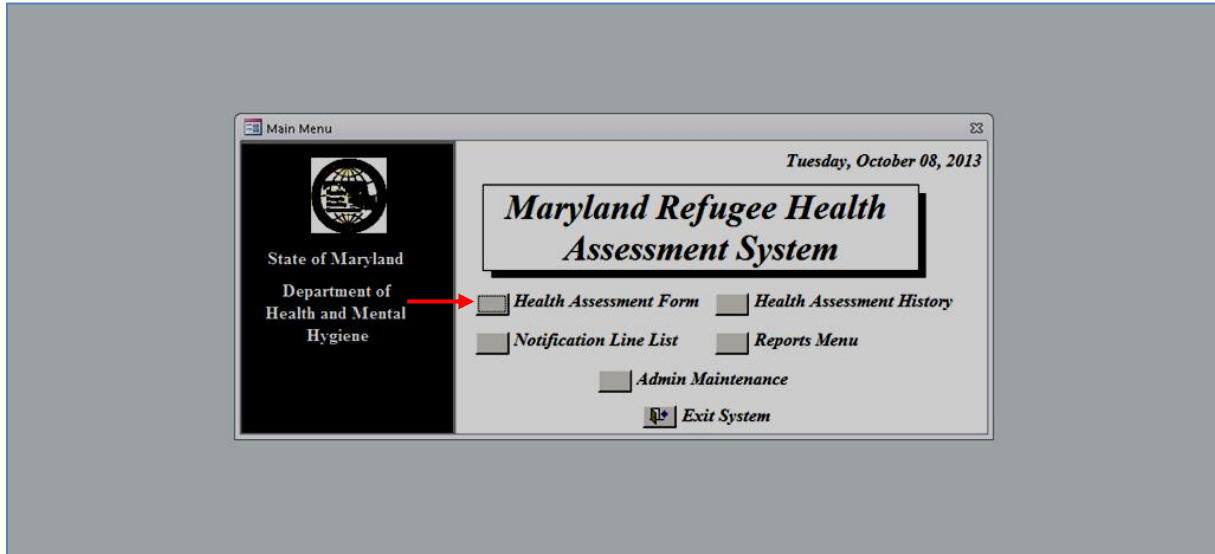 Main Menu
Tuesday, October 08, 2013
Maryland Refugee Health
Assessment System
State of Maryland
Department of
Health and Mental
Hygiene
Health Assessment Form
Health Assessment History
Notification Line List
Reports Menu
Admin Maintenance
Exit System